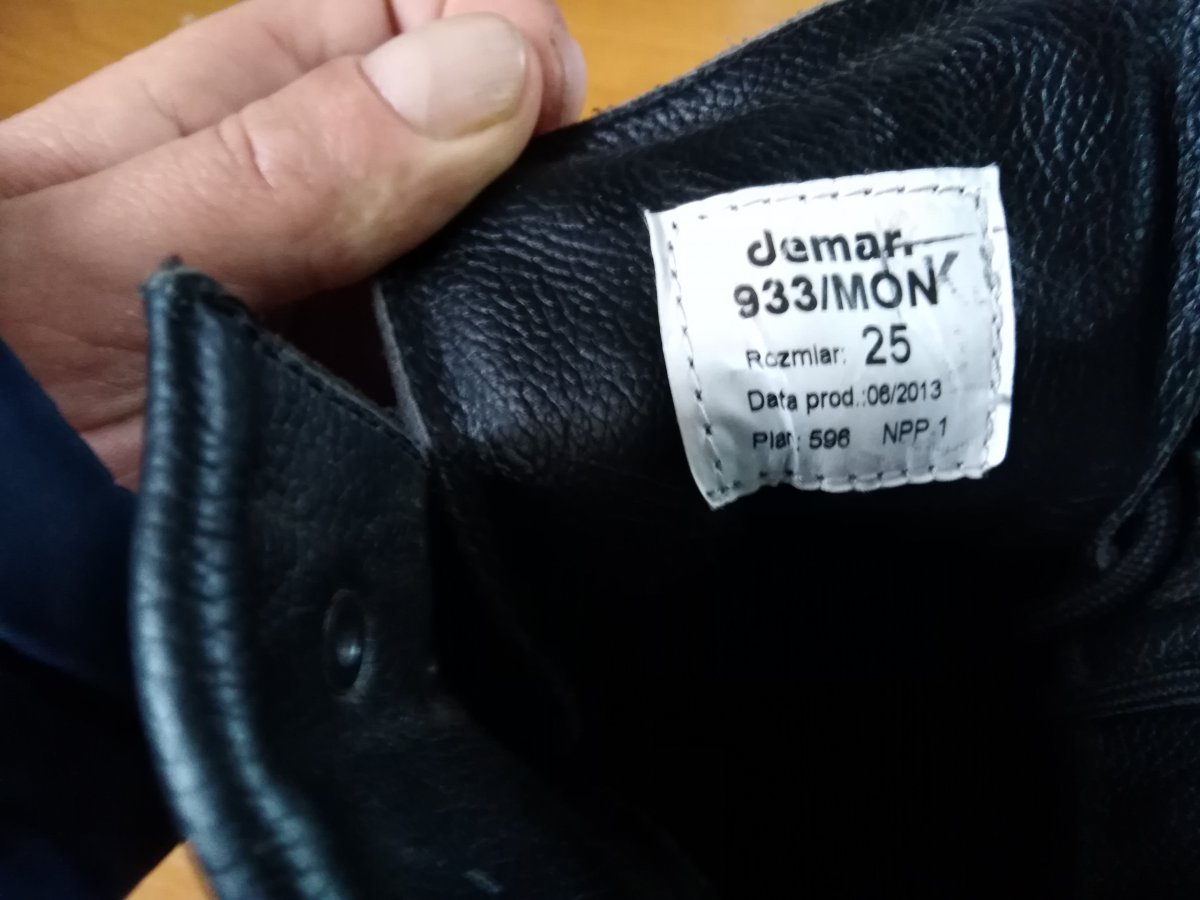 demar.
933/MON
Rozmiar: 25
Data prod.:06/2013
Plan: 596 NPP 1